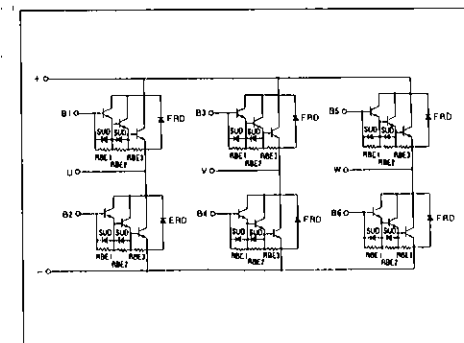 +
B1 SUD SUD FRD
RBE1 RBE2 RBE3
B3 SUD SUD FRD
RBE1 RBE2 RBE3
B5 SUD SUD FRD
RBE1 RBE2 RBE3
U
V
W
B2 SUD SUD ERD
RBE1 RBE2 RBE3
B4 SUD SUD FRD
RBE1 RBE2 RBE3
B6 SUD SUD FRD
RBE1 RBE2 RBE3
-